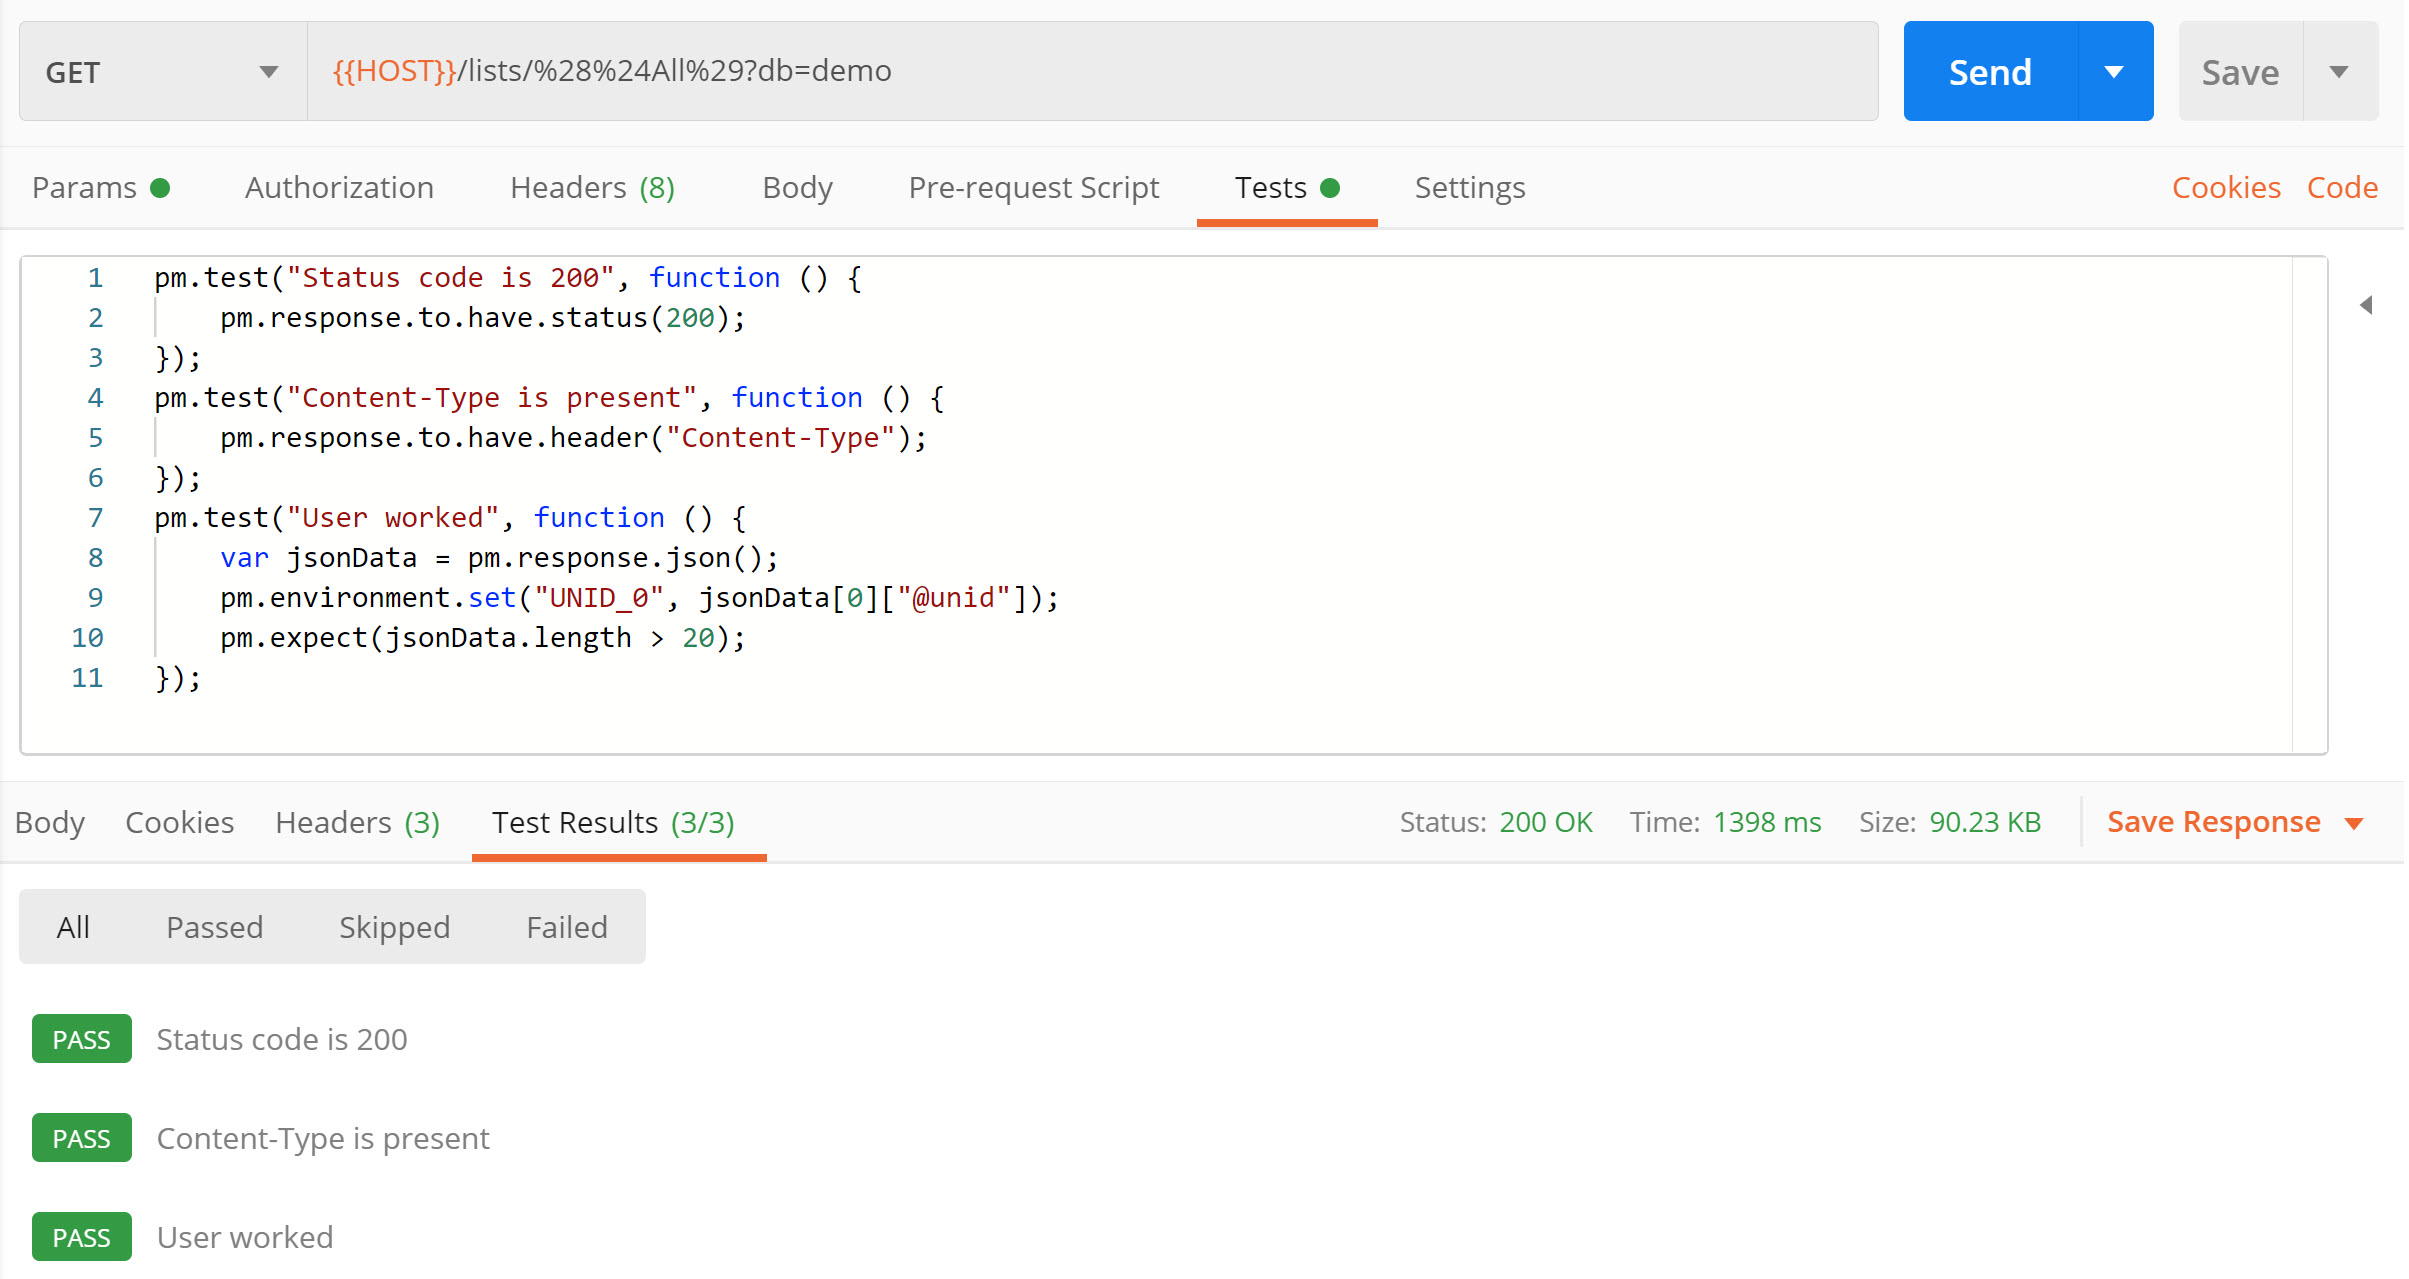 GET {{HOST}}/lists/%28%24All%29?db=demo Send Save
Params Authorization Headers (8) Body Pre-request Script Tests Settings Cookies Code
1 pm.test("Status code is 200", function () {
2 pm.response.to.have.status(200);
3 });
4 pm.test("Content-Type is present", function () {
5 pm.response.to.have.header("Content-Type");
6 });
7 pm.test("User worked", function () {
8 var jsonData = pm.response.json();
9 pm.environment.set("UNID_0", jsonData[0]["@unid"]);
10 pm.expect(jsonData.length > 20);
11 });
Body Cookies Headers (3) Test Results (3/3) Status: 200 OK Time: 1398 ms Size: 90.23 KB Save Response
All Passed Skipped Failed
PASS Status code is 200
PASS Content-Type is present
PASS User worked